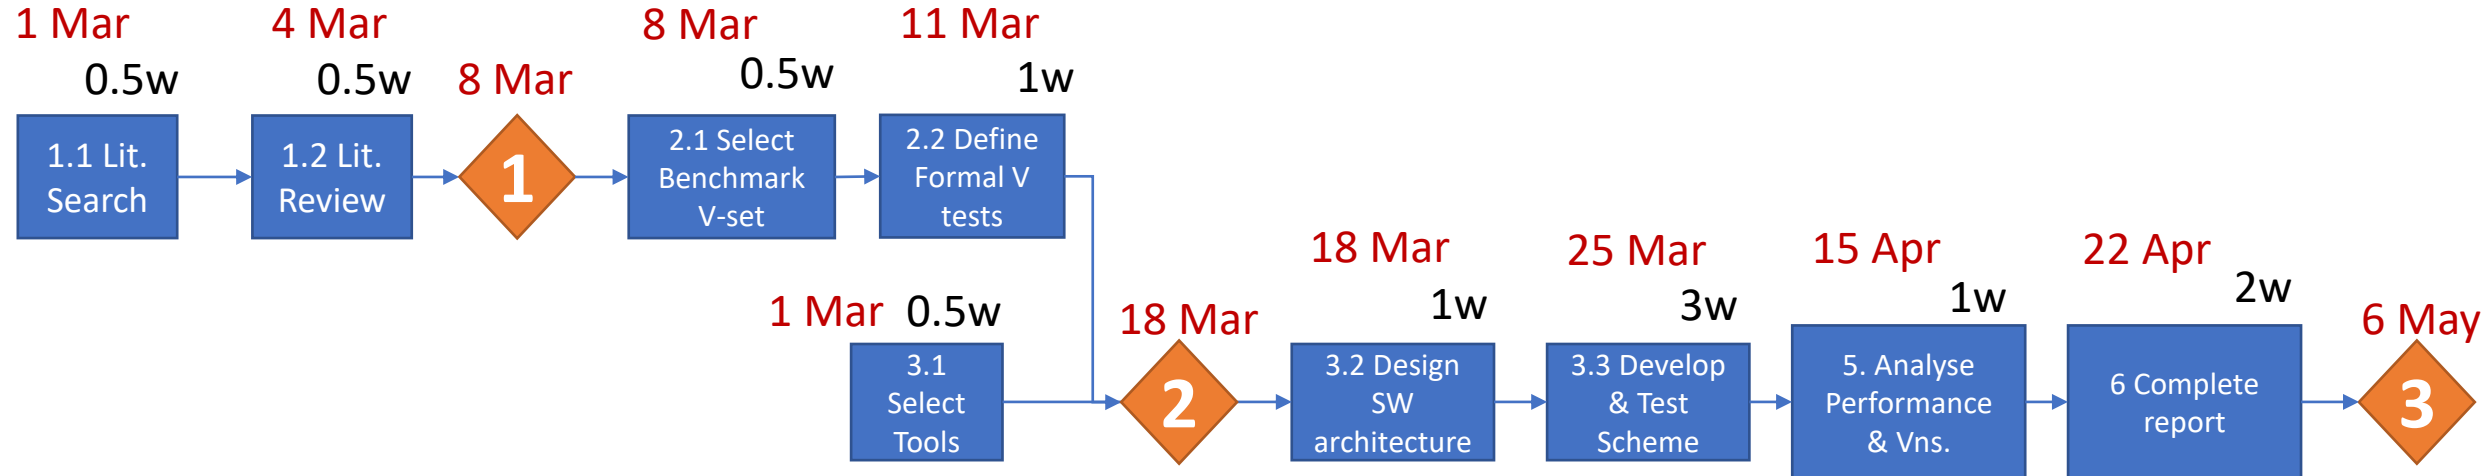 1 Mar
4 Mar
8 Mar
11 Mar
0.5w
0.5w
8 Mar
0.5w
1w
1.1 Lit.
Search
1.2 Lit.
Review
1
2.1 Select
Benchmark
V-set
2.2 Define
Formal V
tests
1 Mar
0.5w
18 Mar
18 Mar
1w
25 Mar
3w
15 Apr
1w
22 Apr
2w
6 May
3.1
Select
Tools
2
3.2 Design
SW
architecture
3.3 Develop
& Test
Scheme
5. Analyse
Performance
& Vns.
6 Complete
report
3